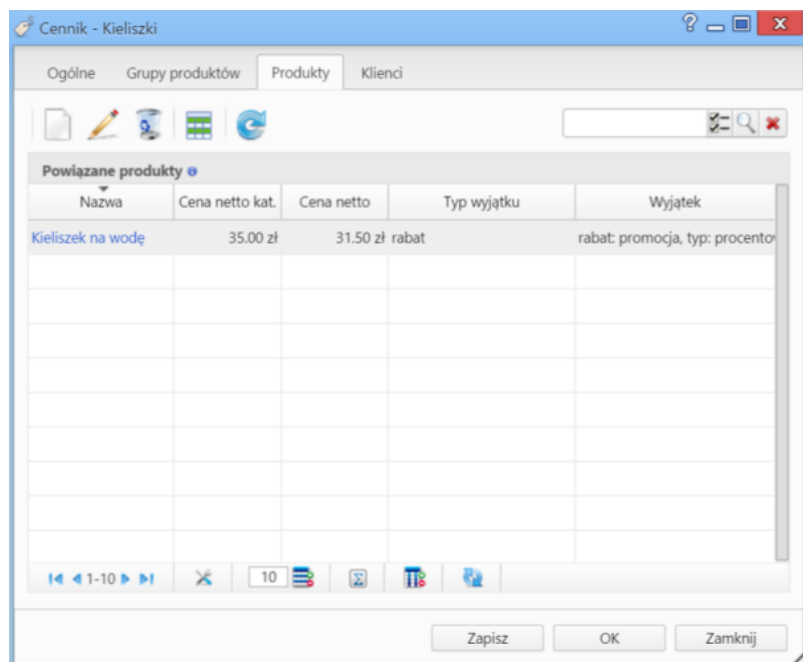 Cennik - Kieliszki
Ogólne Grupy produktów Produkty Klienci
Powiązane produkty
Nazwa Cena netto kat. Cena netto Typ wyjątku Wyjątek
Kieliszek na wodę 35.00 zł 31.50 zł rabat rabat: promocja, typ: procentow
1-10 10
Zapisz OK Zamknij